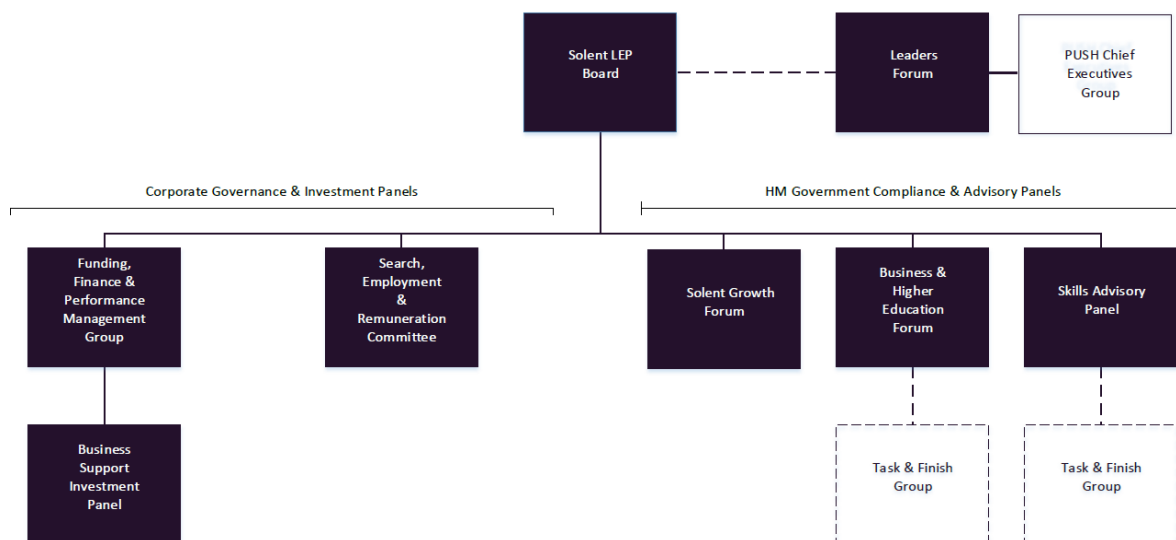 Solent LEP
Board
Leaders
Forum
PUSH Chief
Executives
Group
Corporate Governance & Investment Panels
HM Government Compliance & Advisory Panels
Funding,
Finance &
Performance
Management
Group
Search,
Employment
&
Remuneration
Committee
Solent Growth
Forum
Business &
Higher
Education
Forum
Skills Advisory
Panel
Business
Support
Investment
Panel
Task & Finish
Group
Task & Finish
Group